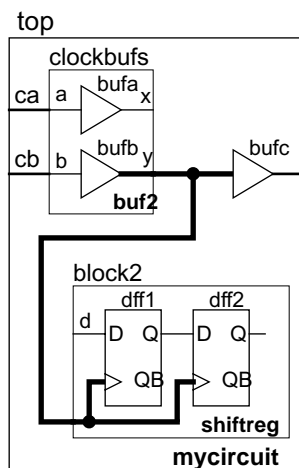 top
clockbufs
ca a bufa x
cb b bufb y bufc
buf2
block2
dff1 dff2
d D Q D Q
QB QB
shiftreg
mycircuit